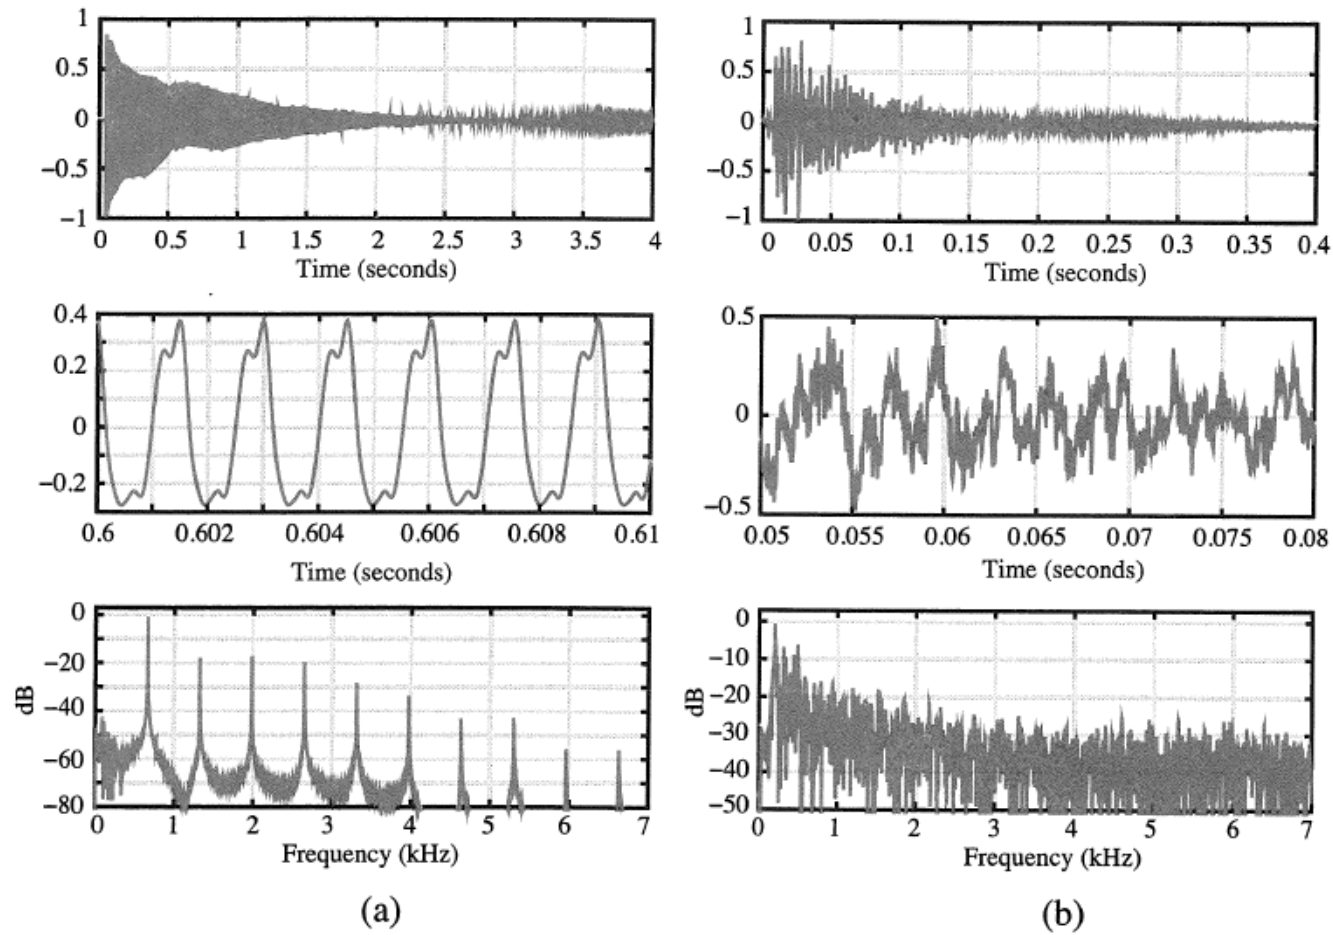 1
0.5
0
−0.5
−1
0 0.5 1 1.5 2 2.5 3 3.5 4
Time (seconds)
0.4
0.2
0
−0.2
0.6 0.602 0.604 0.606 0.608 0.61
Time (seconds)
0
−20
−40
−60
−80
dB
0 1 2 3 4 5 6 7
Frequency (kHz)
(a)
1
0.5
0
−0.5
−1
0 0.05 0.1 0.15 0.2 0.25 0.3 0.35 0.4
Time (seconds)
0.5
0
−0.5
0.05 0.055 0.06 0.065 0.07 0.075 0.08
Time (seconds)
0
−10
−20
−30
−40
−50
dB
0 1 2 3 4 5 6 7
Frequency (kHz)
(b)